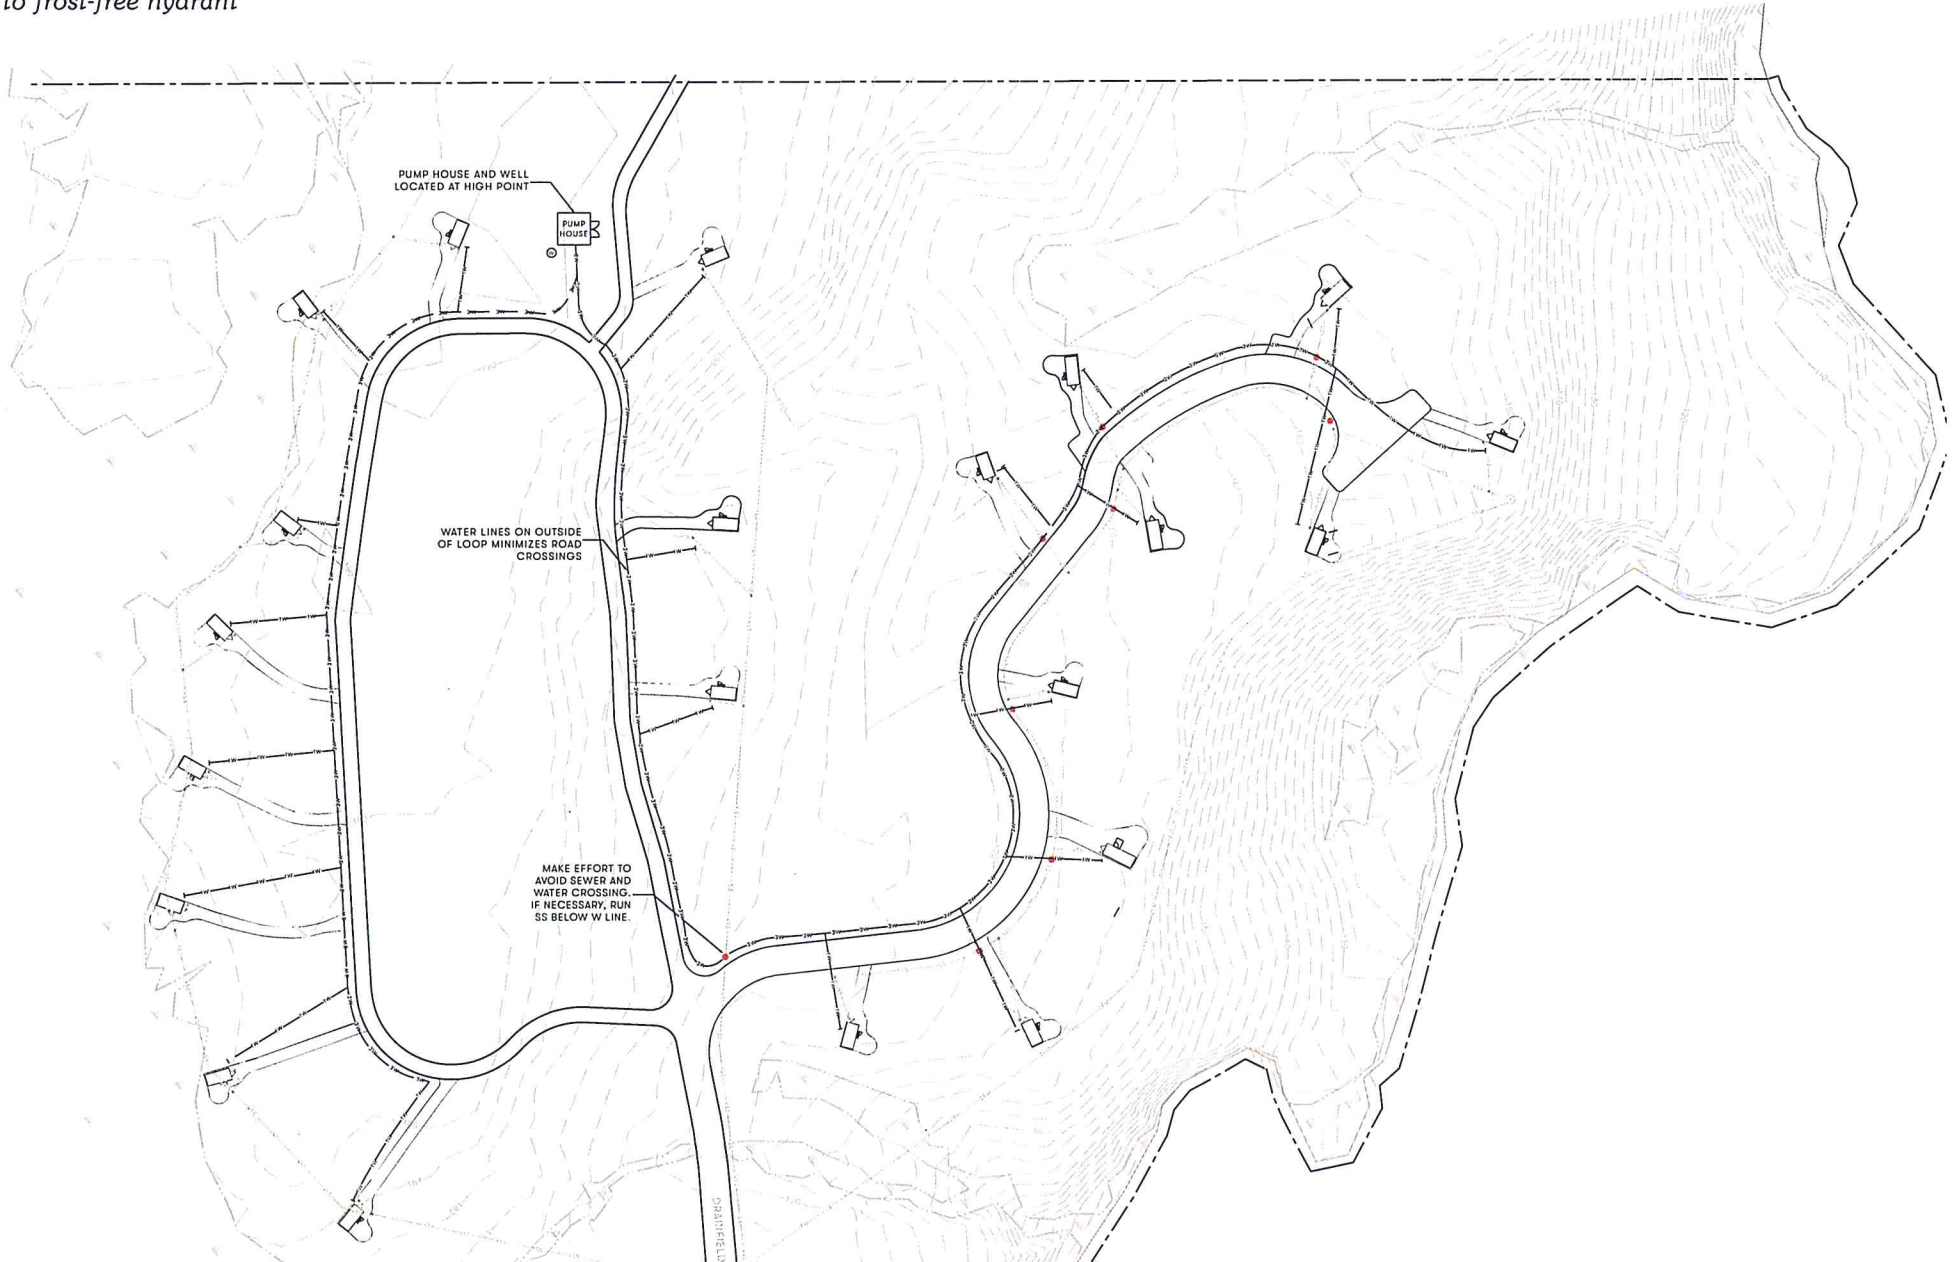 to frost-free hydrant
PUMP HOUSE AND WELL
LOCATED AT HIGH POINT
PUMP
HOUSE
W
WATER LINES ON OUTSIDE
OF LOOP MINIMIZES ROAD
CROSSINGS
MAKE EFFORT TO
AVOID SEWER AND
WATER CROSSING.
IF NECESSARY, RUN
SS BELOW W LINE.
DRAINFIELD